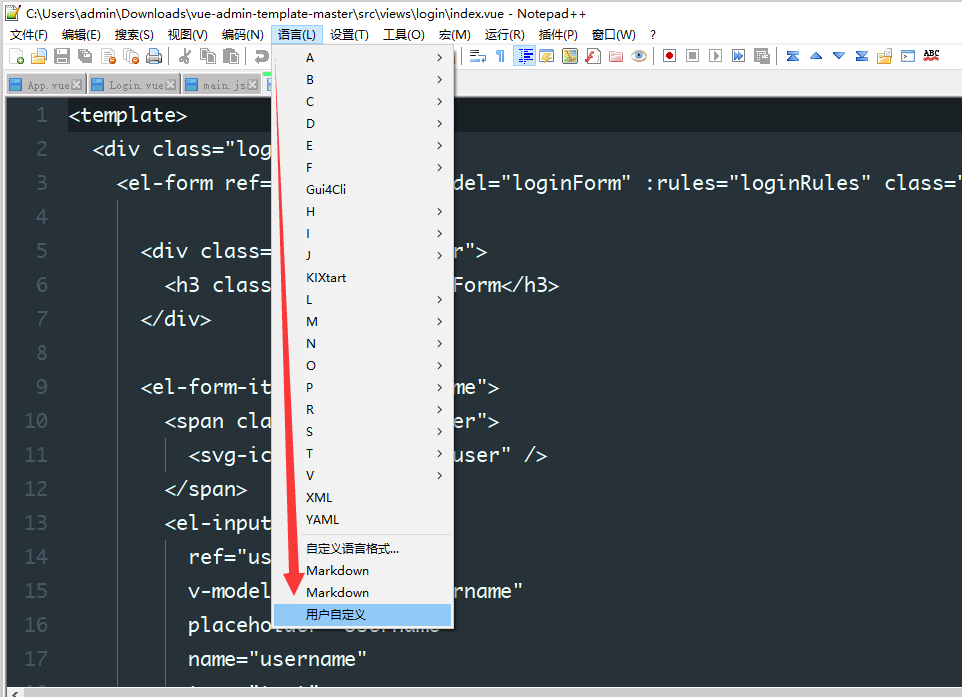 C:\Users\admin\Downloads\vue-admin-template-master\src\views\login\index.vue - Notepad++
文件(F) 编辑(E) 搜索(S) 视图(V) 编码(N) 语言(L) 设置(T) 工具(O) 宏(M) 运行(R) 插件(P) 窗口(W) ?
ABC
App.vue Login.vue main.js
A
B
C
D
E
F
Gui4Cli
H
I
J
KIXtart
L
M
N
O
P
R
S
T
V
XML
YAML
自定义语言格式...
Markdown
Markdown
用户自定义
1 <template>
2 <div class="log
3 <el-form ref= del="loginForm" :rules="loginRules" class="
4
5 <div class= r">
6 <h3 class Form</h3>
7 </div>
8
9 <el-form-it me">
10 <span cla er">
11 <svg-ic user" />
12 </span>
13 <el-input
14 ref="us
15 v-model rname"
16 placeholder="Username"
17 name="username"